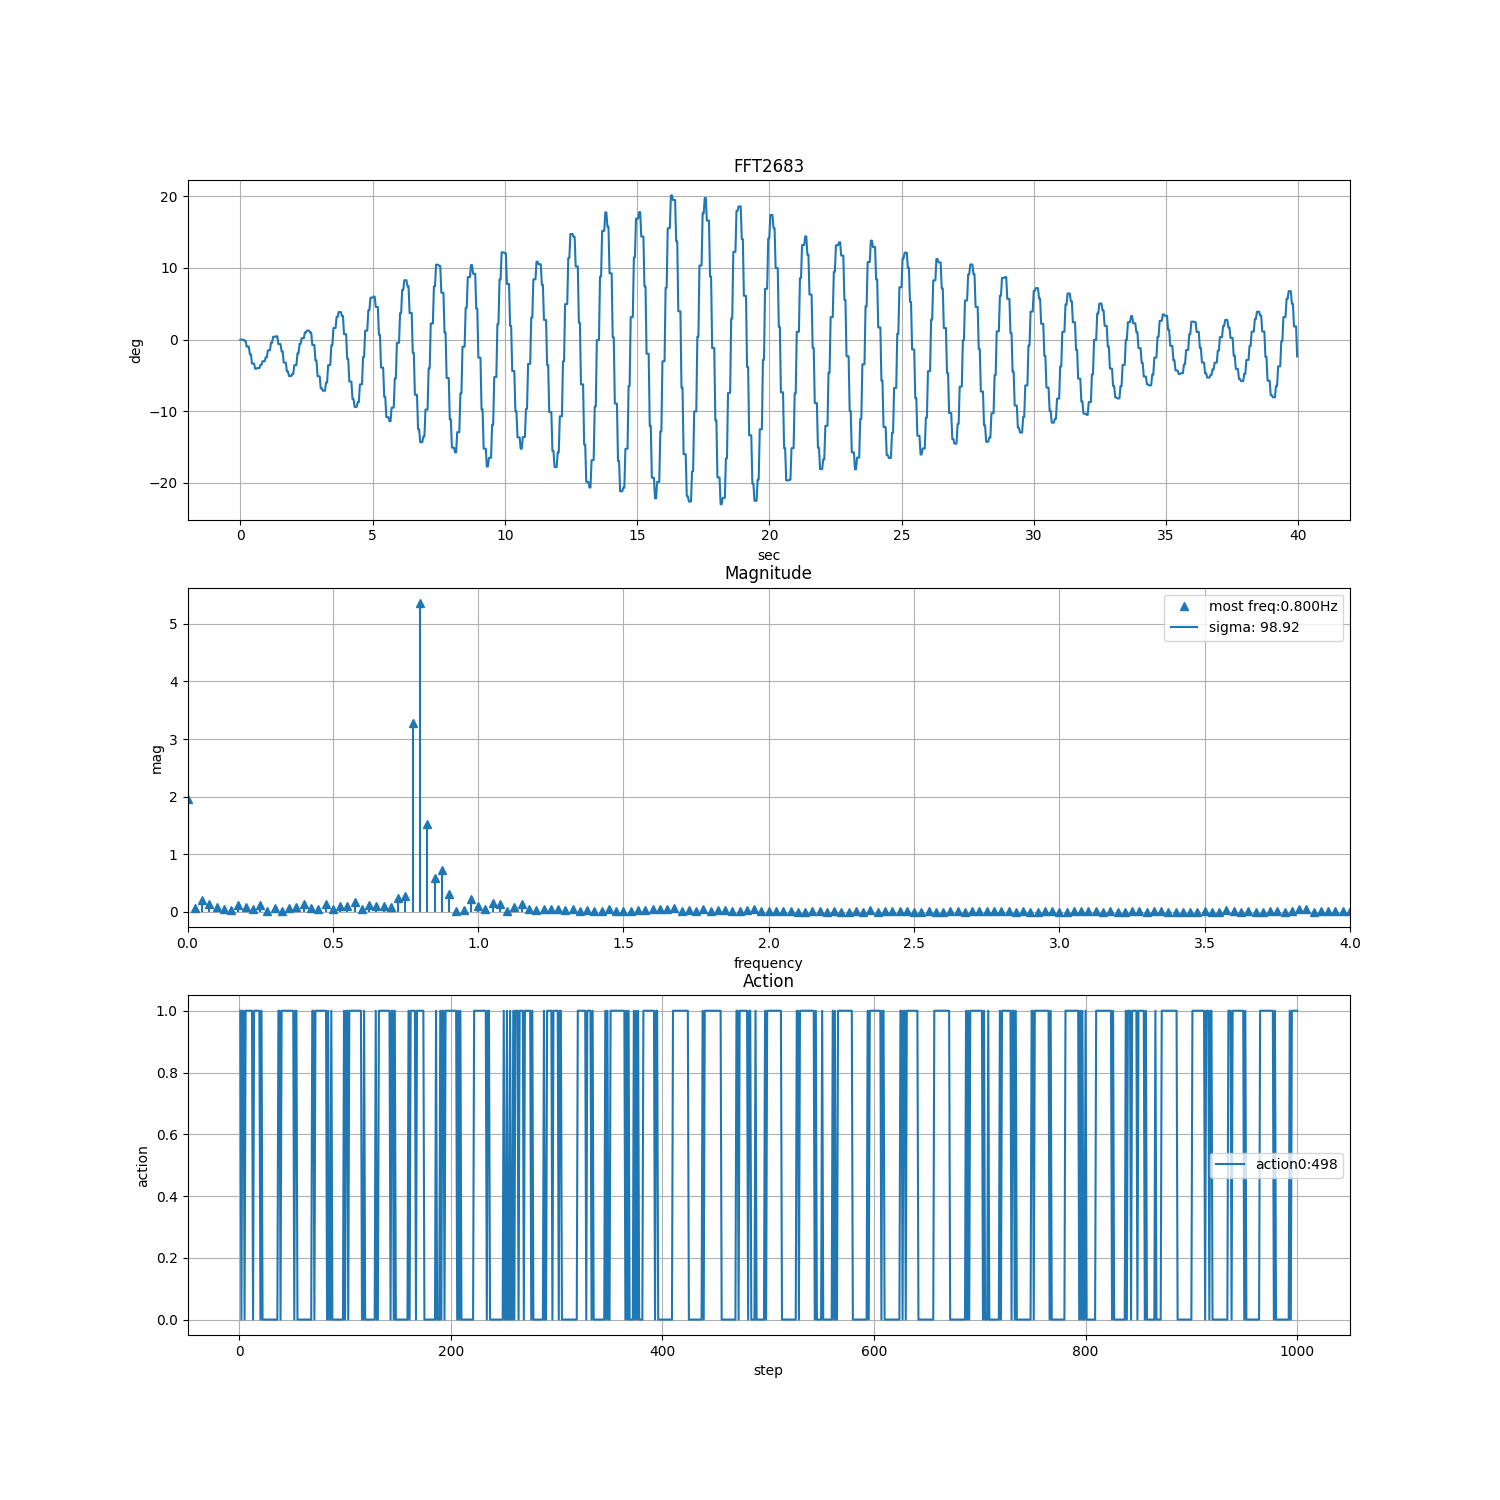 FFT2683
20
10
0
−10
−20
deg
0 5 10 15 20 25 30 35 40
sec
Magnitude
most freq:0.800Hz
sigma: 98.92
5
4
3
2
1
0
mag
0.0 0.5 1.0 1.5 2.0 2.5 3.0 3.5 4.0
frequency
Action
1.0
0.8
0.6
0.4
0.2
0.0
action
action0:498
0 200 400 600 800 1000
step